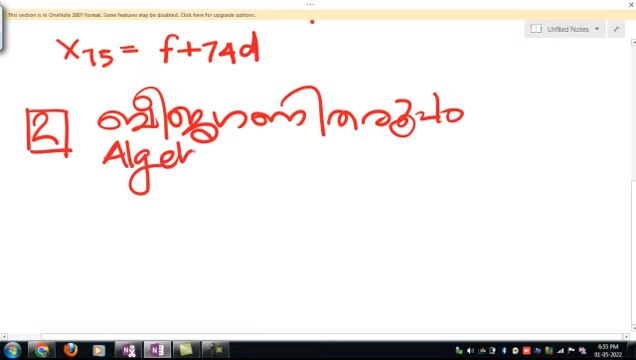 This section is in OneNote 2007 format. Some features may be disabled. Click here for upgrade options.
Unfiled Notes
x75 = f+74d
2 ബീജഗണിതരൂപം
Alger
6:55 PM
01-05-2022